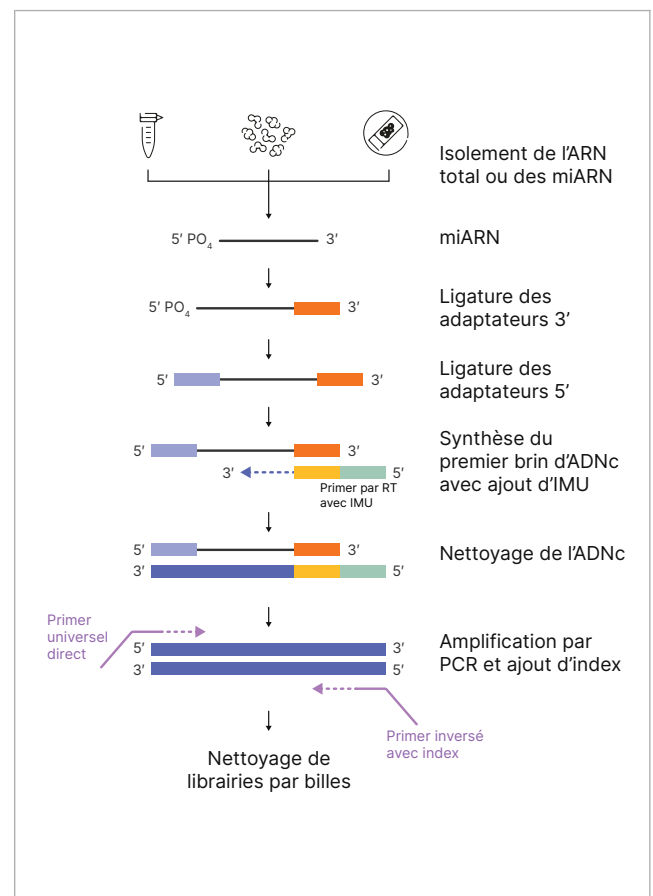 Isolement de l'ARN
total ou des miARN
5' PO4
3'
miARN
5' PO4
3'
Ligature des
adaptateurs 3'
5'
3'
Ligature des
adaptateurs 5'
5'
3'
3'
5'
Primer par RT
avec IMU
Synthèse du
premier brin d'ADNc
avec ajout d'IMU
5'
3'
3'
5'
Nettoyage de l'ADNc
Primer
universel
direct
5'
3'
3'
5'
Amplification par
PCR et ajout d'index
Primer inversé
avec index
Nettoyage de
librairies par billes